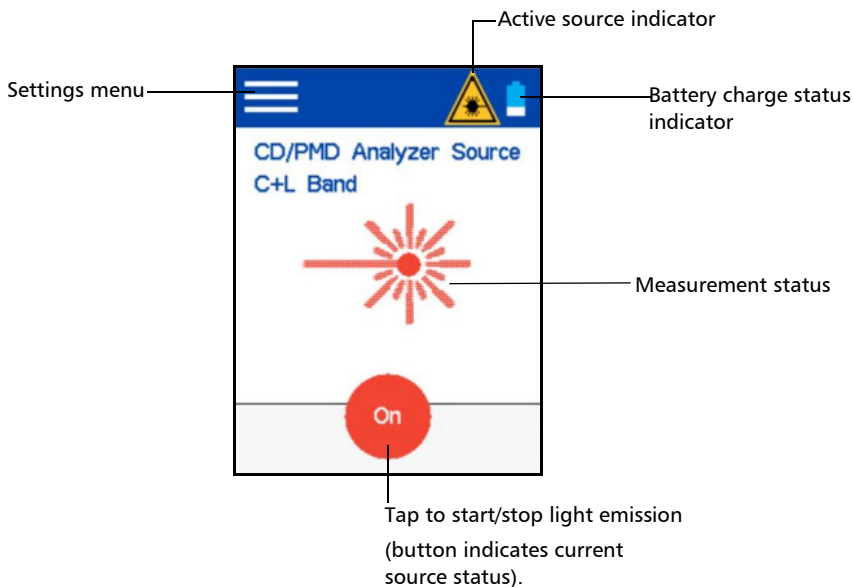 Active source indicator
Settings menu
Battery charge status
indicator
CD/PMD Analyzer Source
C+L Band
Measurement status
On
Tap to start/stop light emission
(button indicates current
source status).